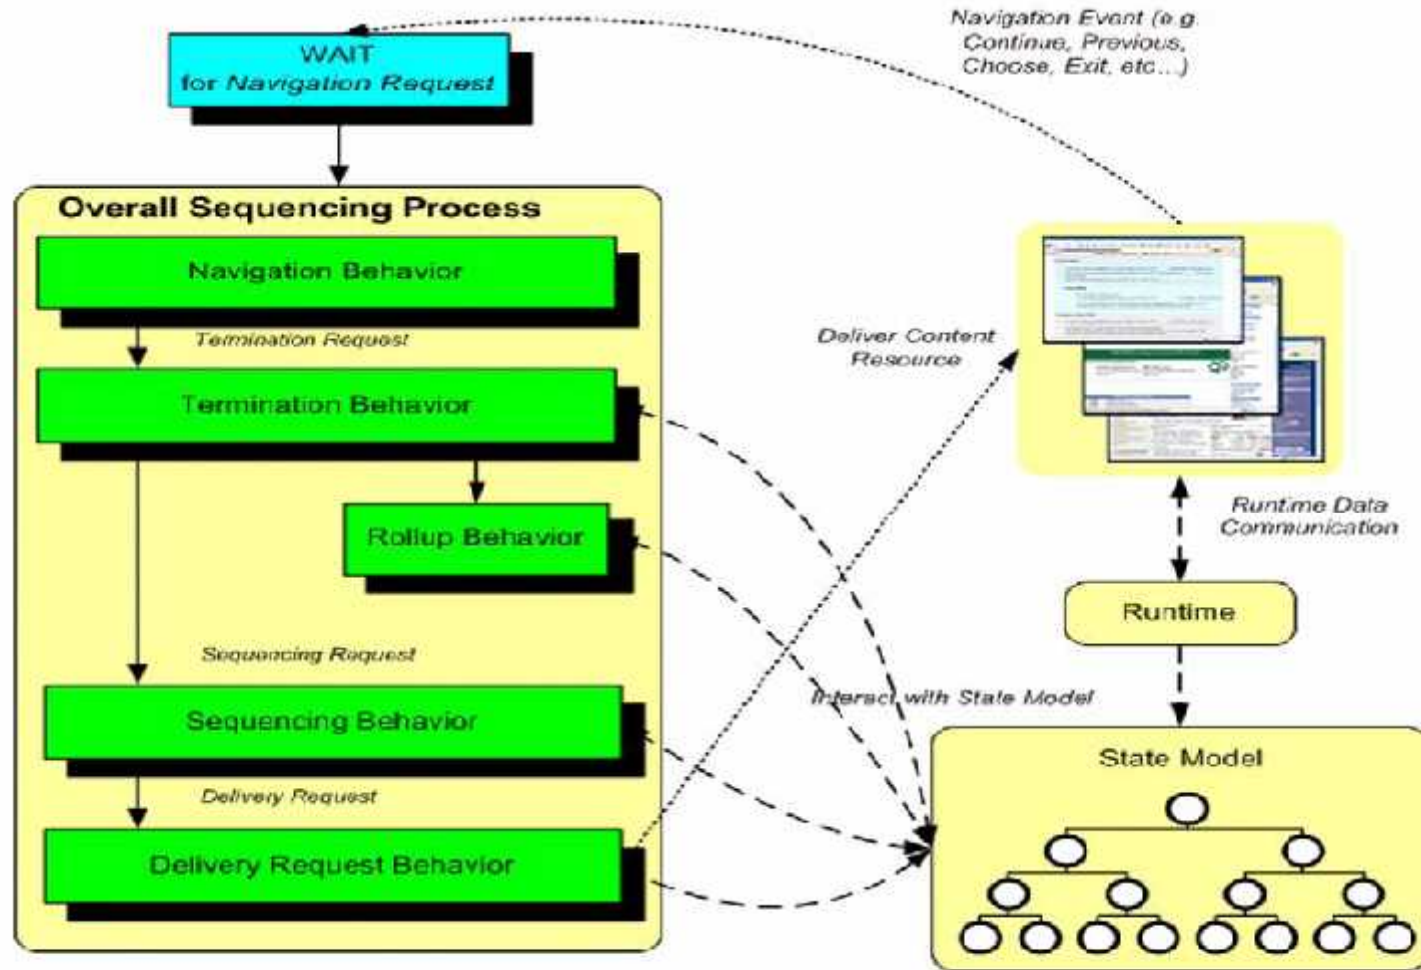 WAIT
for Navigation Request
Navigation Event (e.g.
Continue, Previous,
Choose, Exit, etc...)
Overall Sequencing Process
Navigation Behavior
Termination Request
Termination Behavior
Rollup Behavior
Sequencing Request
Sequencing Behavior
Delivery Request
Delivery Request Behavior
Deliver Content
Resource
Runtime Data
Communication
Runtime
Interact with State Model
State Model